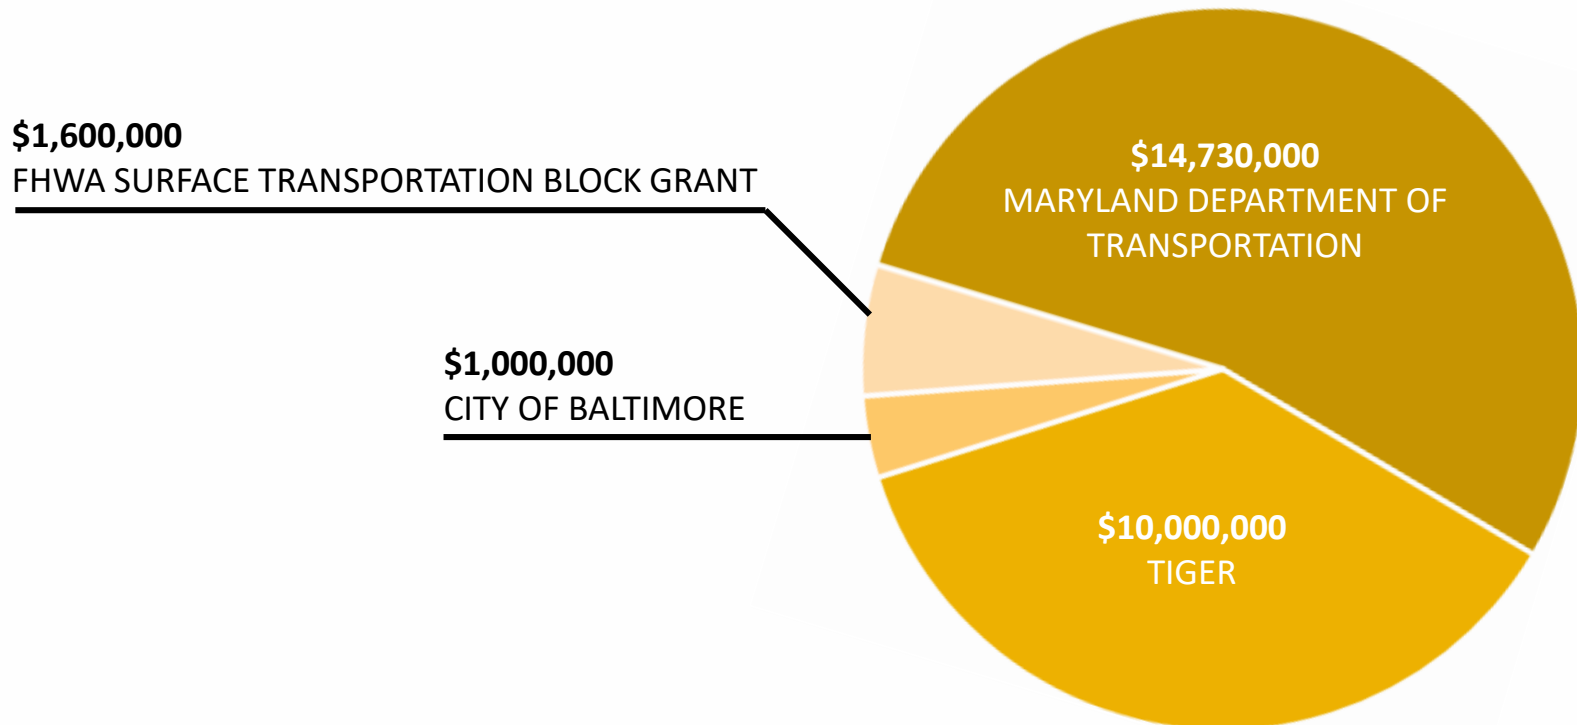 $1,600,000
FHWA SURFACE TRANSPORTATION BLOCK GRANT
$14,730,000
MARYLAND DEPARTMENT OF
TRANSPORTATION
$1,000,000
CITY OF BALTIMORE
$10,000,000
TIGER